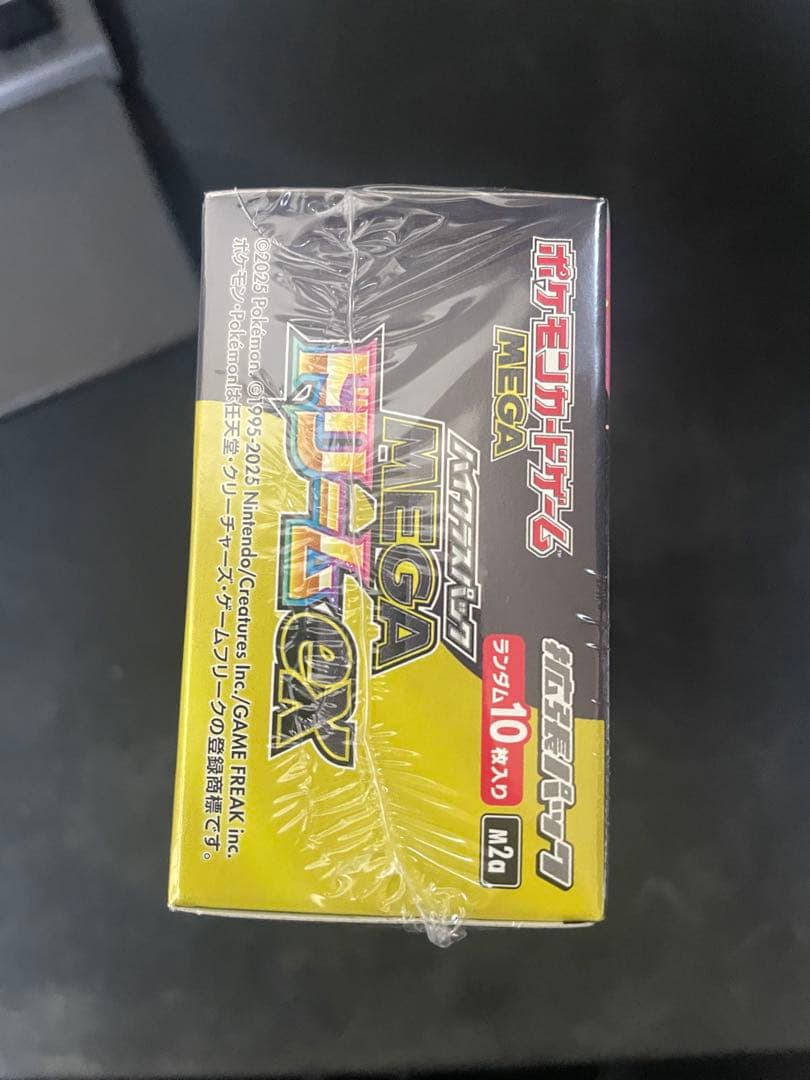 ポケモンカードゲーム
MEGA
拡張パック
ハイクラスパック
MEGA
ドリームex
ランダム10枚入り
M2a
©2025 Pokémon. ©1995-2025 Nintendo/Creatures Inc./GAME FREAK inc.
ポケモン・Pokémonは任天堂・クリーチャーズ・ゲームフリークの登録商標です。